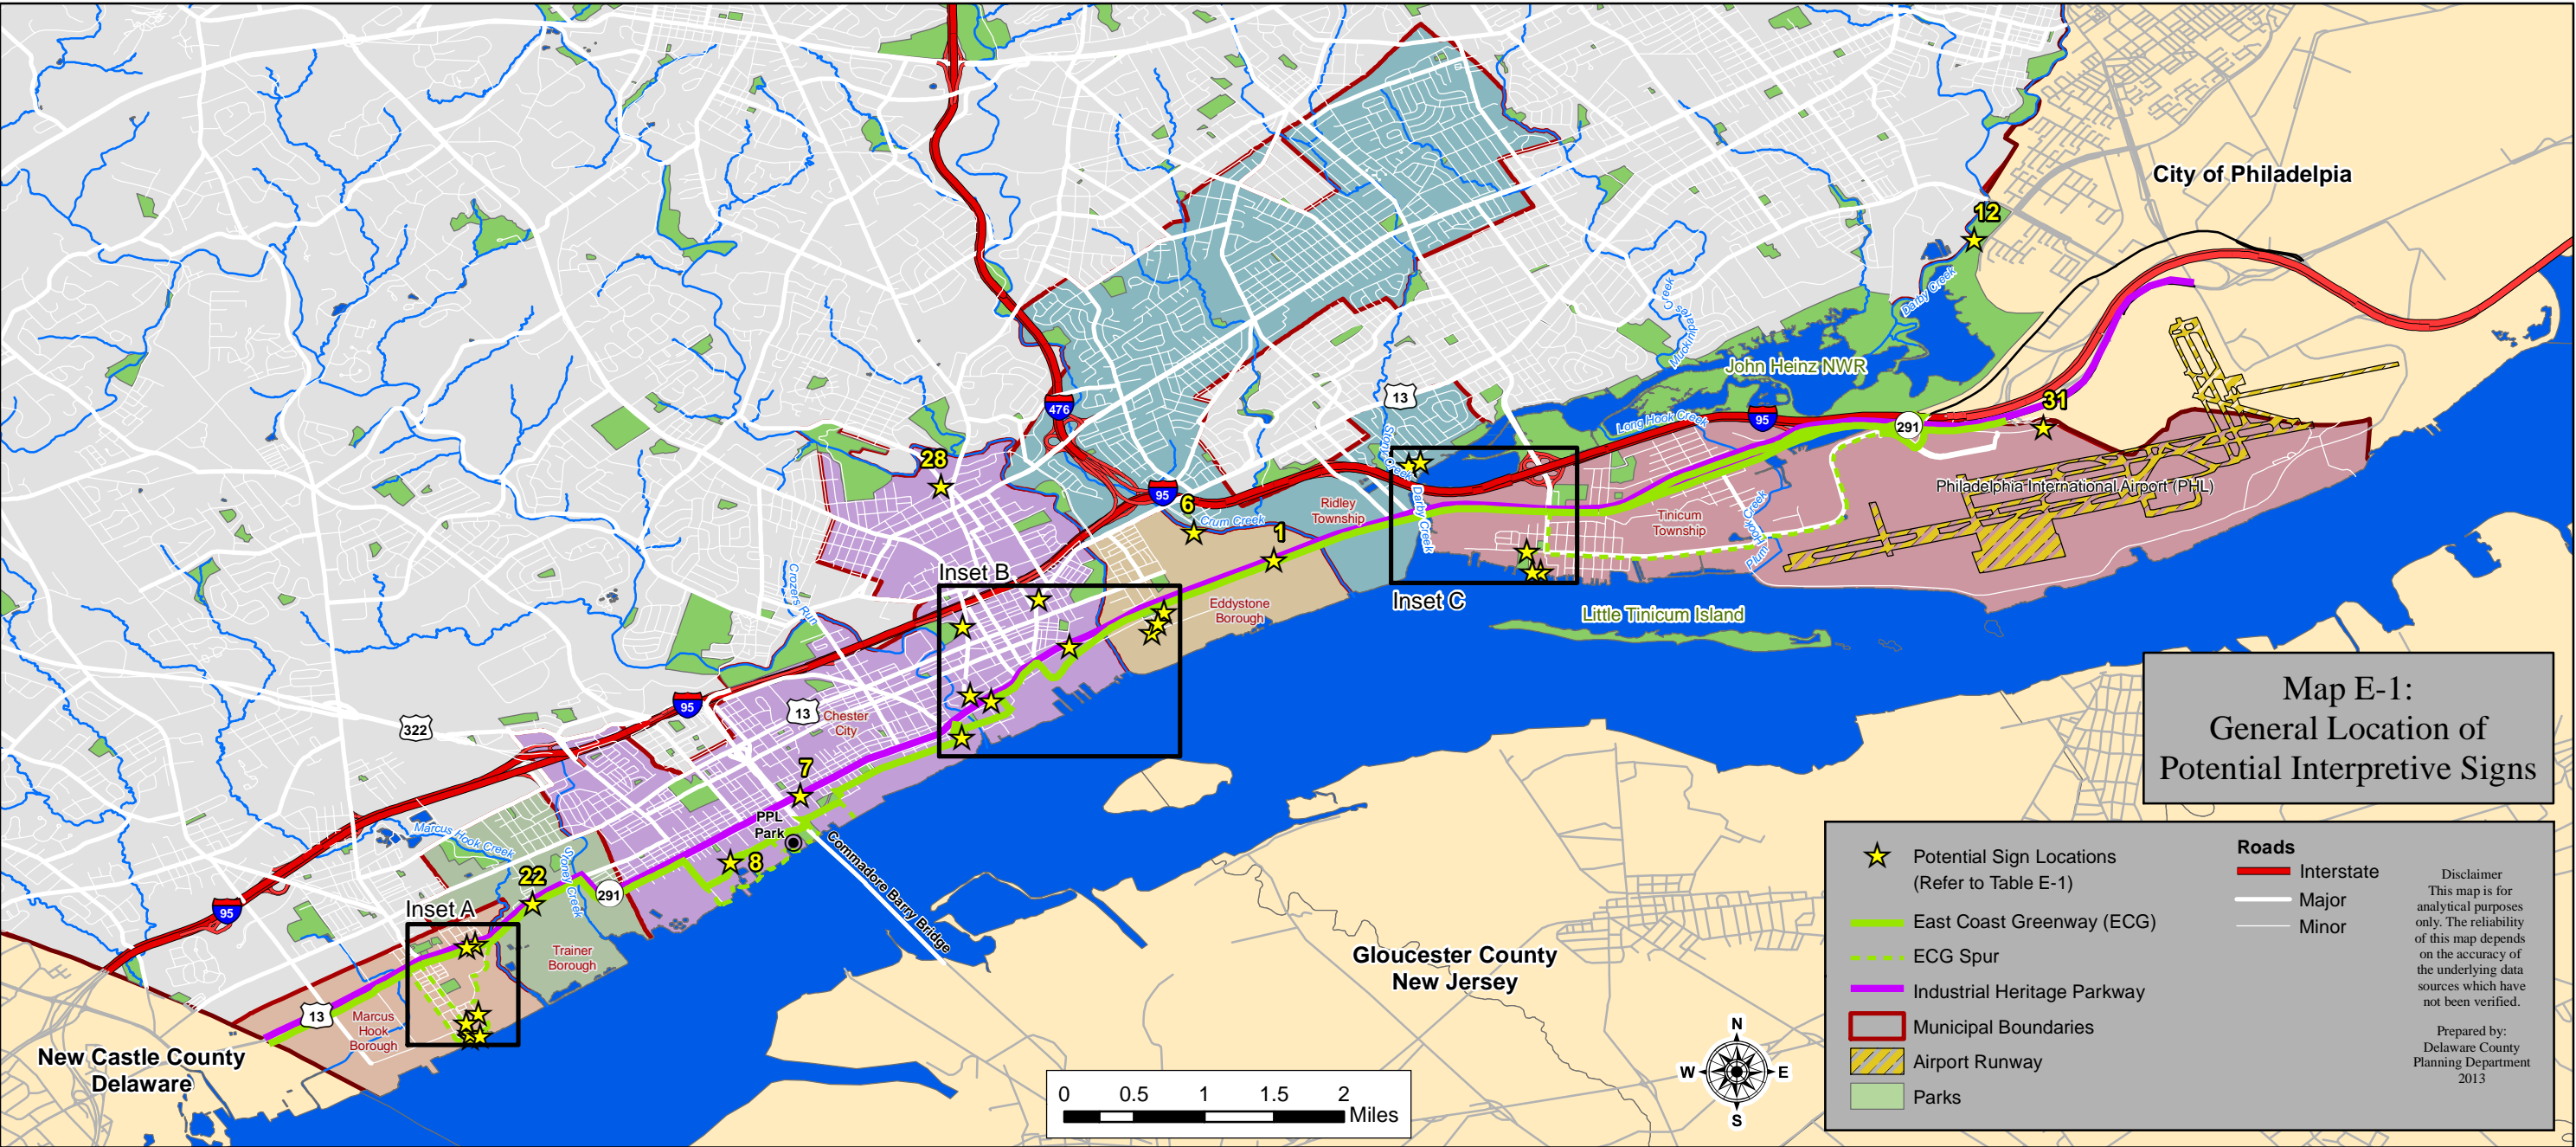 City of Philadelpia
12
Darby Creek
Creek
Muckinipates
John Heinz NWR
13
476
31
Long Hook Creek
95
291
28
Stony
Creek
95
6
Crum Creek
1
Ridley
Township
Darby Creek
Tinicum
Township
Plum Hook Creek
Philadelphia International Airport (PHL)
Inset B
Crozers Run
Inset C
Eddystone
Borough
Little Tinicum Island
Map E-1:
General Location of
Potential Interpretive Signs
95
322
13
Chester
City
7
PPL
Park
Commadore Barry Bridge
8
Marcus Hook Creek
Stoney Creek
22
291
95
Inset A
Trainer
Borough
Gloucester County
New Jersey
13
Marcus
Hook
Borough
New Castle County
Delaware
0 0.5 1 1.5 2
Miles
N
W E
S
Potential Sign Locations
(Refer to Table E-1)
East Coast Greenway (ECG)
ECG Spur
Industrial Heritage Parkway
Municipal Boundaries
Airport Runway
Parks
Roads
Interstate
Major
Minor
Disclaimer
This map is for
analytical purposes
only. The reliability
of this map depends
on the accuracy of
the underlying data
sources which have
not been verified.
Prepared by:
Delaware County
Planning Department
2013